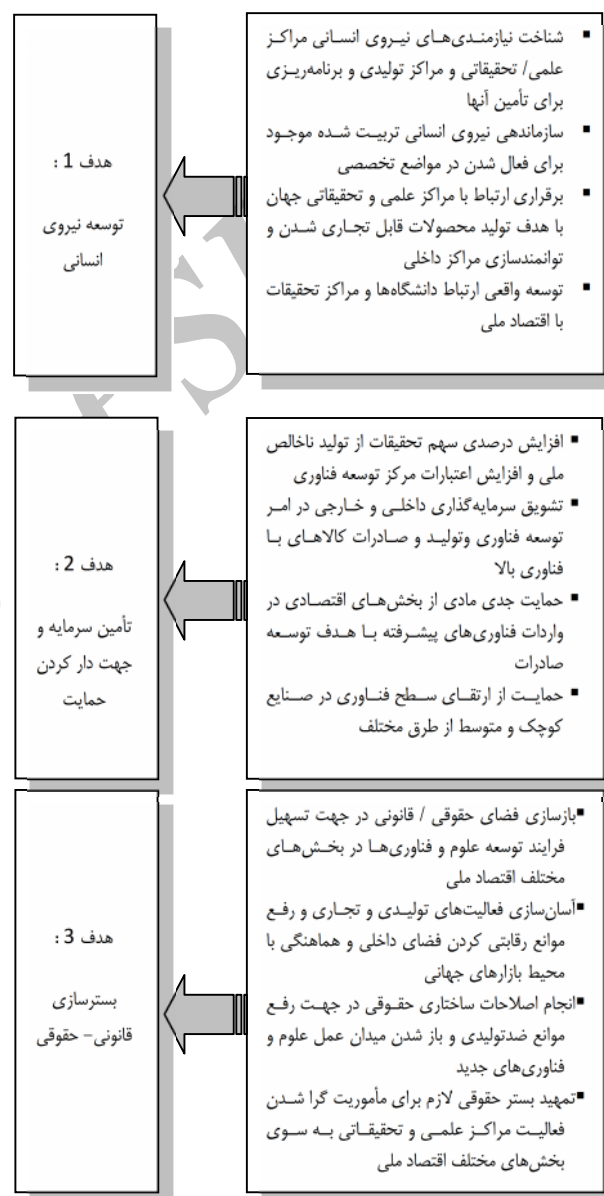 ▪ شناخت نیازمندی‌های نیروی انسانی مراکز
علمی/ تحقیقاتی و مراکز تولیدی و برنامه‌ریزی
برای تأمین آنها
▪ سازماندهی نیروی انسانی تربیت شده موجود
برای فعال شدن در مواضع تخصصی
▪ برقراری ارتباط با مراکز علمی و تحقیقاتی جهان
با هدف تولید محصولات قابل تجاری شدن و
توانمندسازی مراکز داخلی
▪ توسعه واقعی ارتباط دانشگاه‌ها و مراکز تحقیقات
با اقتصاد ملی
هدف 1 :
توسعه نیروی
انسانی
▪ افزایش درصدی سهم تحقیقات از تولید ناخالص
ملی و افزایش اعتبارات مرکز توسعه فناوری
▪ تشویق سرمایه‌گذاری داخلی و خارجی در امر
توسعه فناوری وتولید و صادرات کالاهای با
فناوری بالا
▪ حمایت جدی مادی از بخش‌های اقتصادی در
واردات فناوری‌های پیشرفته با هدف توسعه
صادرات
▪ حمایت از ارتقای سطح فناوری در صنایع
کوچک و متوسط از طرق مختلف
هدف 2 :
تأمین سرمایه و
جهت دار کردن
حمایت
▪بازسازی فضای حقوقی / قانونی در جهت تسهیل
فرایند توسعه علوم و فناوری‌ها در بخش‌های
مختلف اقتصاد ملی
▪آسان‌سازی فعالیت‌های تولیدی و تجاری و رفع
موانع رقابتی کردن فضای داخلی و هماهنگی با
محیط بازارهای جهانی
▪انجام اصلاحات ساختاری حقوقی در جهت رفع
موانع ضدتولیدی و باز شدن میدان عمل علوم و
فناوری‌های جدید
▪تمهید بستر حقوقی لازم برای مأموریت گرا شدن
فعالیت مراکز علمی و تحقیقاتی به سوی
بخش‌های مختلف اقتصاد ملی
هدف 3 :
بسترسازی
قانونی– حقوقی